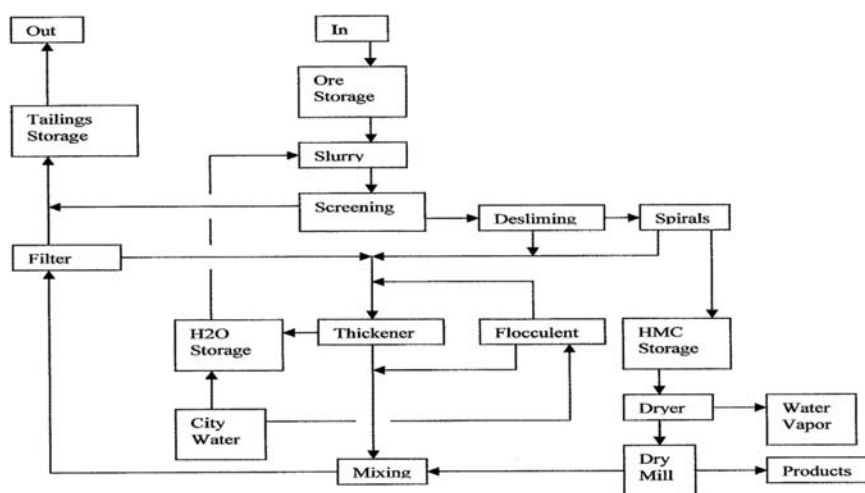 Out
In
Ore
Storage
Tailings
Storage
Slurry
Screening
Desliming
Spirals
Filter
H2O
Storage
Thickener
Flocculent
HMC
Storage
City
Water
Dryer
Water
Vapor
Mixing
Dry
Mill
Products